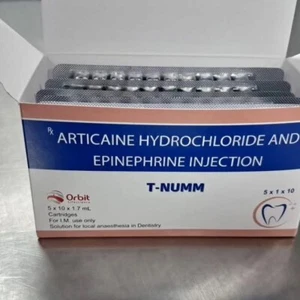 Rx ARTICAINE HYDROCHLORIDE AND
EPINEPHRINE INJECTION
T-NUMM
Orbit
5 x 10 x 1.7 mL
Cartridges
For I.M. use only
Solution for local anaesthesia in Dentistry
5 x 1 x 10